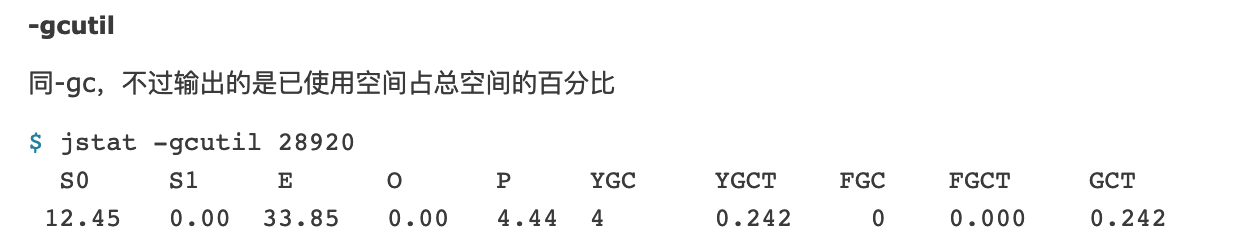 -gcutil
同-gc，不过输出的是已使用空间占总空间的百分比
$ jstat -gcutil 28920
S0 S1 E O P YGC YGCT FGC FGCT GCT
12.45 0.00 33.85 0.00 4.44 4 0.242 0 0.000 0.242